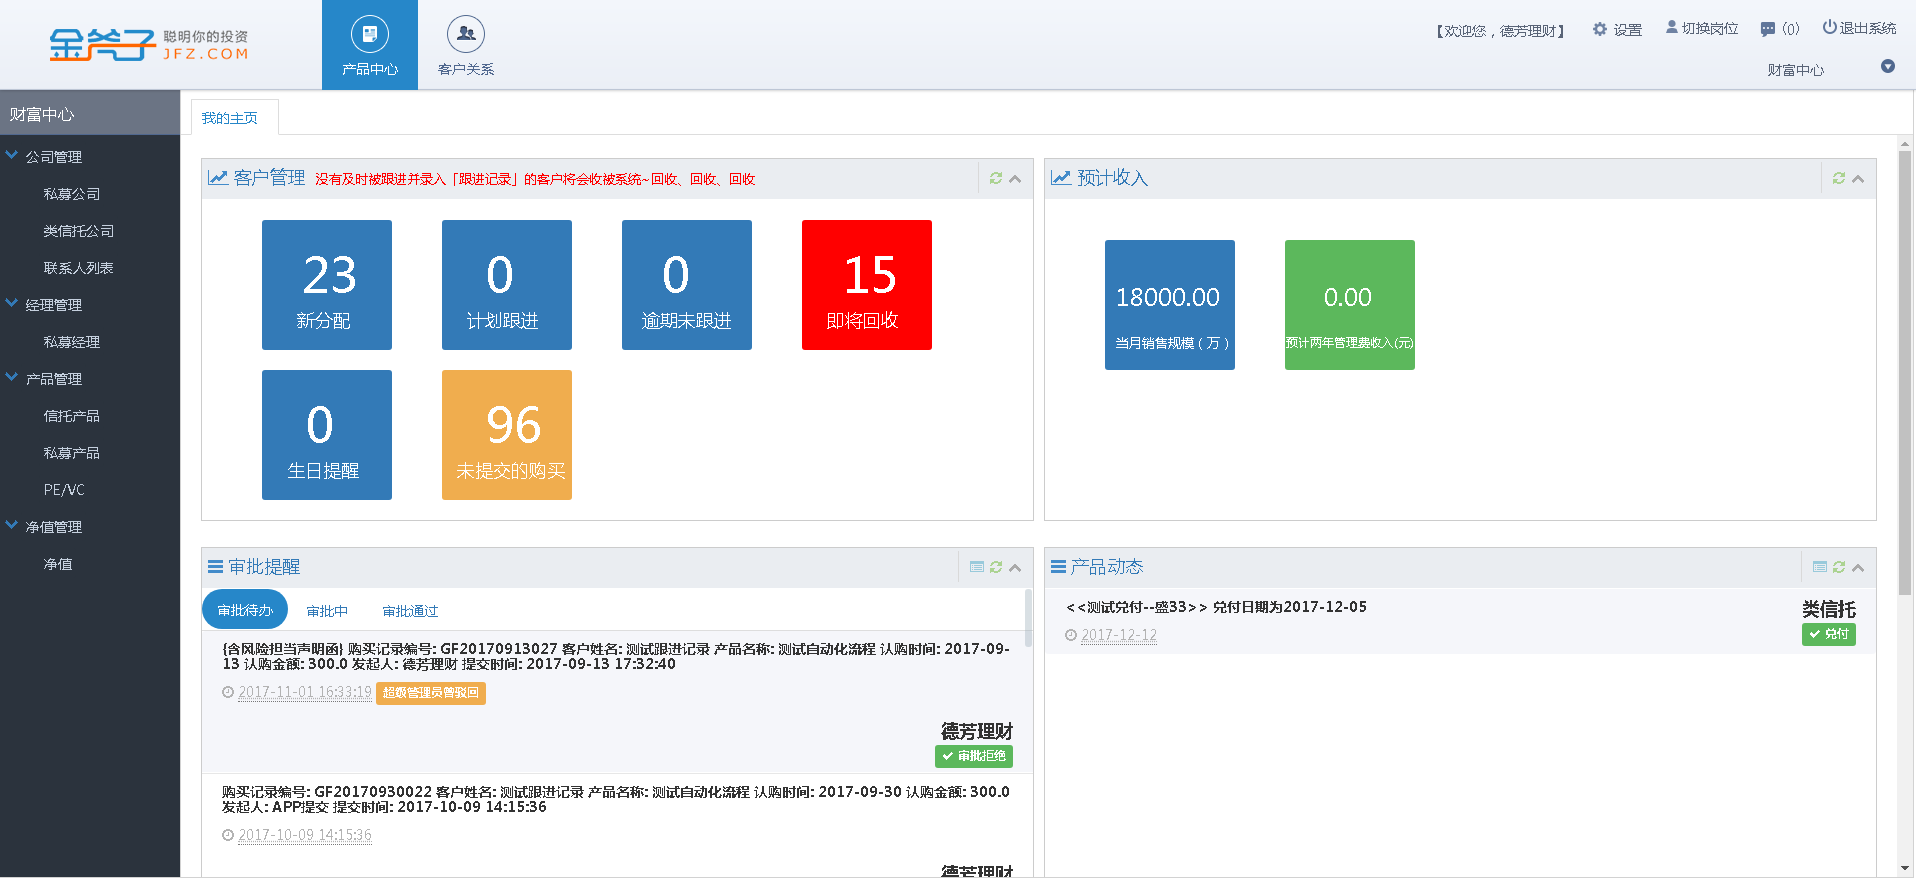 金斧子 聪明你的投资
JFZ.COM
产品中心
客户关系
【欢迎您，德芳理财】
设置
切换岗位
(0)
退出系统
财富中心
财富中心
公司管理
私募公司
类信托公司
联系人列表
经理管理
私募经理
产品管理
信托产品
私募产品
PE/VC
净值管理
净值
我的主页
客户管理 没有及时被跟进并录入「跟进记录」的客户将会收被系统~回收、回收、回收
23
新分配
0
计划跟进
0
逾期未跟进
15
即将回收
0
生日提醒
96
未提交的购买
预计收入
18000.00
当月销售规模（万）
0.00
预计两年管理费收入(元)
审批提醒
审批待办
审批中
审批通过
{含风险担当声明函} 购买记录编号: GF20170913027 客户姓名: 测试跟进记录 产品名称: 测试自动化流程 认购时间: 2017-09-
13 认购金额: 300.0 发起人: 德芳理财 提交时间: 2017-09-13 17:32:40
2017-11-01 16:33:19 超级管理员曾驳回
德芳理财
审批拒绝
购买记录编号: GF20170930022 客户姓名: 测试跟进记录 产品名称: 测试自动化流程 认购时间: 2017-09-30 认购金额: 300.0
发起人: APP提交 提交时间: 2017-10-09 14:15:36
2017-10-09 14:15:36
德芳理财
产品动态
<<测试兑付--盛33>> 兑付日期为2017-12-05
2017-12-12
类信托
兑付